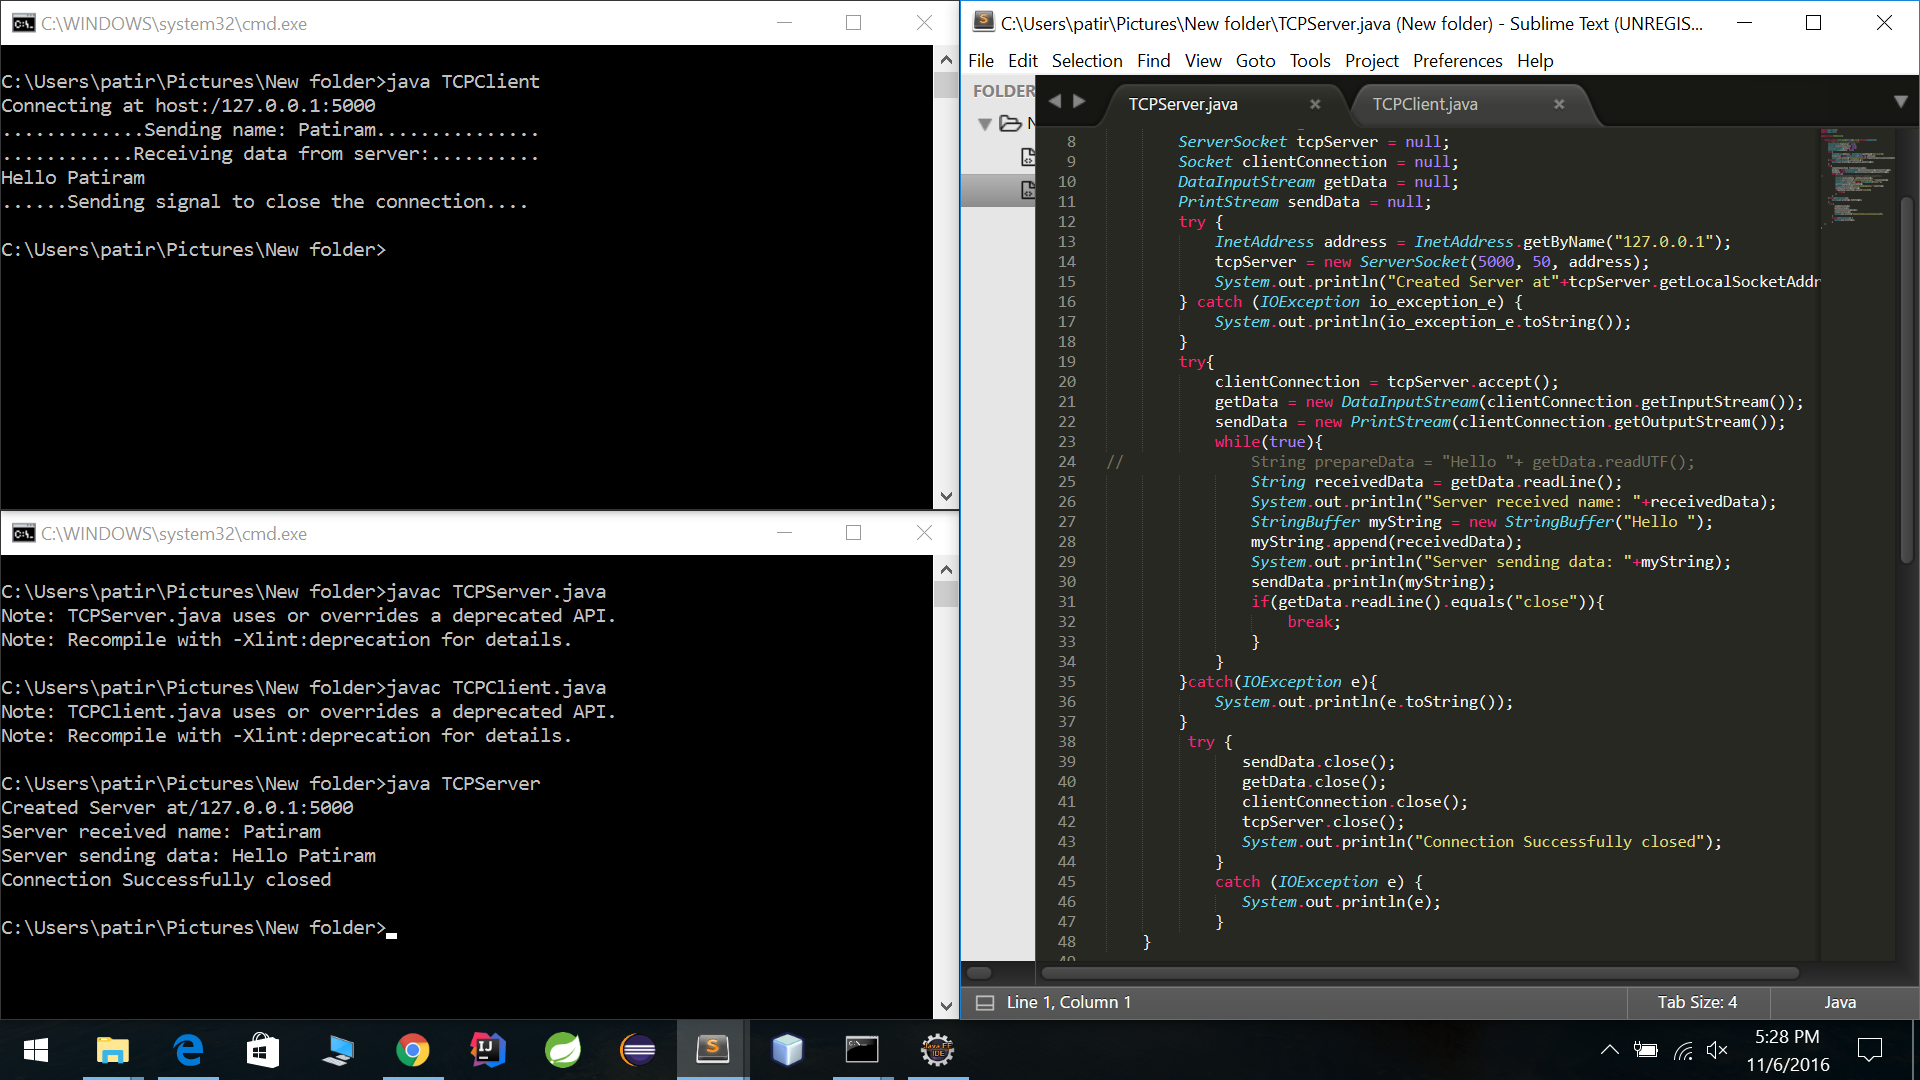 C:\WINDOWS\system32\cmd.exe
C:\Users\patir\Pictures\New folder>java TCPClient
Connecting at host:/127.0.0.1:5000
.............Sending name: Patiram...............
............Receiving data from server:..........
Hello Patiram
......Sending signal to close the connection....
C:\Users\patir\Pictures\New folder>
C:\WINDOWS\system32\cmd.exe
C:\Users\patir\Pictures\New folder>javac TCPServer.java
Note: TCPServer.java uses or overrides a deprecated API.
Note: Recompile with -Xlint:deprecation for details.
C:\Users\patir\Pictures\New folder>javac TCPClient.java
Note: TCPClient.java uses or overrides a deprecated API.
Note: Recompile with -Xlint:deprecation for details.
C:\Users\patir\Pictures\New folder>java TCPServer
Created Server at/127.0.0.1:5000
Server received name: Patiram
Server sending data: Hello Patiram
Connection Successfully closed
C:\Users\patir\Pictures\New folder>
C:\Users\patir\Pictures\New folder\TCPServer.java (New folder) - Sublime Text (UNREGIS...
File Edit Selection Find View Goto Tools Project Preferences Help
FOLDER
N
TCPServer.java × TCPClient.java ×
8 ServerSocket tcpServer = null;
9 Socket clientConnection = null;
10 DataInputStream getData = null;
11 PrintStream sendData = null;
12 try {
13 InetAddress address = InetAddress.getByName("127.0.0.1");
14 tcpServer = new ServerSocket(5000, 50, address);
15 System.out.println("Created Server at"+tcpServer.getLocalSocketAddr
16 } catch (IOException io_exception_e) {
17 System.out.println(io_exception_e.toString());
18 }
19 try{
20 clientConnection = tcpServer.accept();
21 getData = new DataInputStream(clientConnection.getInputStream());
22 sendData = new PrintStream(clientConnection.getOutputStream());
23 while(true){
24 // String prepareData = "Hello "+ getData.readUTF();
25 String receivedData = getData.readLine();
26 System.out.println("Server received name: "+receivedData);
27 StringBuffer myString = new StringBuffer("Hello ");
28 myString.append(receivedData);
29 System.out.println("Server sending data: "+myString);
30 sendData.println(myString);
31 if(getData.readLine().equals("close")){
32 break;
33 }
34 }
35 }catch(IOException e){
36 System.out.println(e.toString());
37 }
38 try {
39 sendData.close();
40 getData.close();
41 clientConnection.close();
42 tcpServer.close();
43 System.out.println("Connection Successfully closed");
44 }
45 catch (IOException e) {
46 System.out.println(e);
47 }
48 }
Line 1, Column 1 Tab Size: 4 Java
5:28 PM
11/6/2016